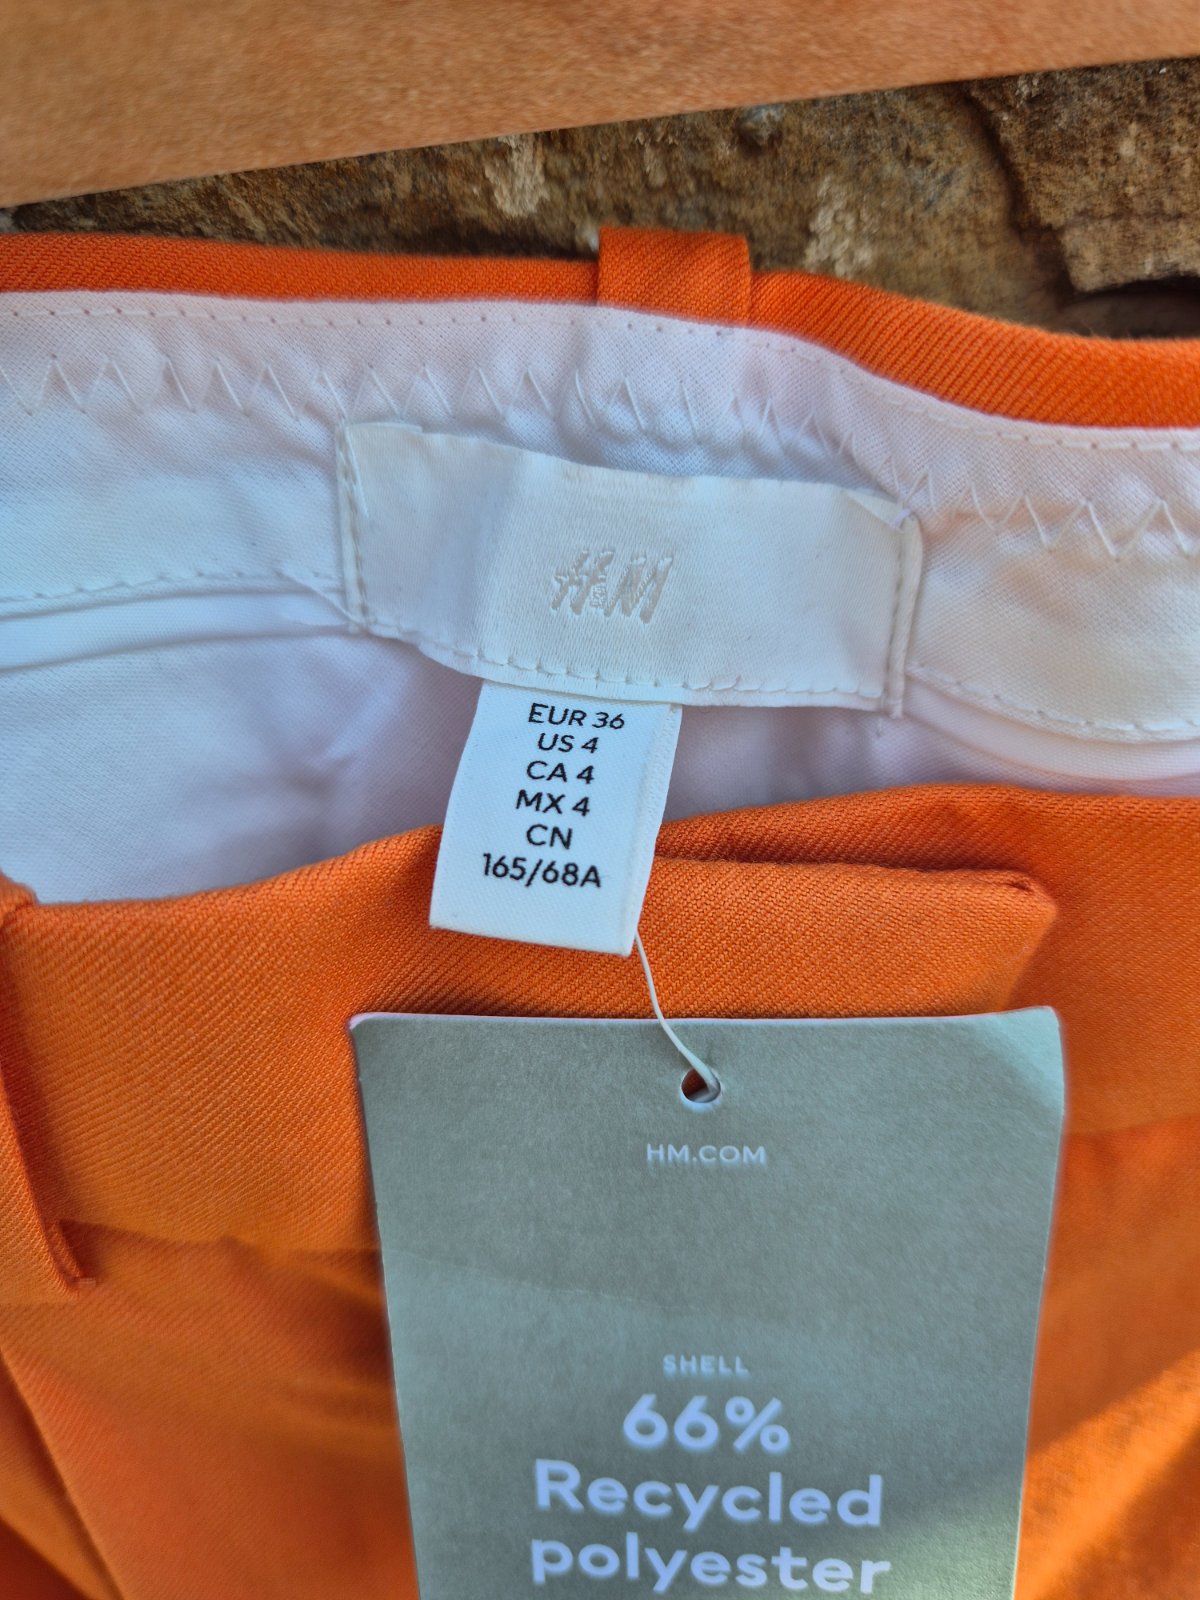 H&M
EUR 36
US 4
CA 4
MX 4
CN
165/68A
HM.COM
SHELL
66%
Recycled
polyester